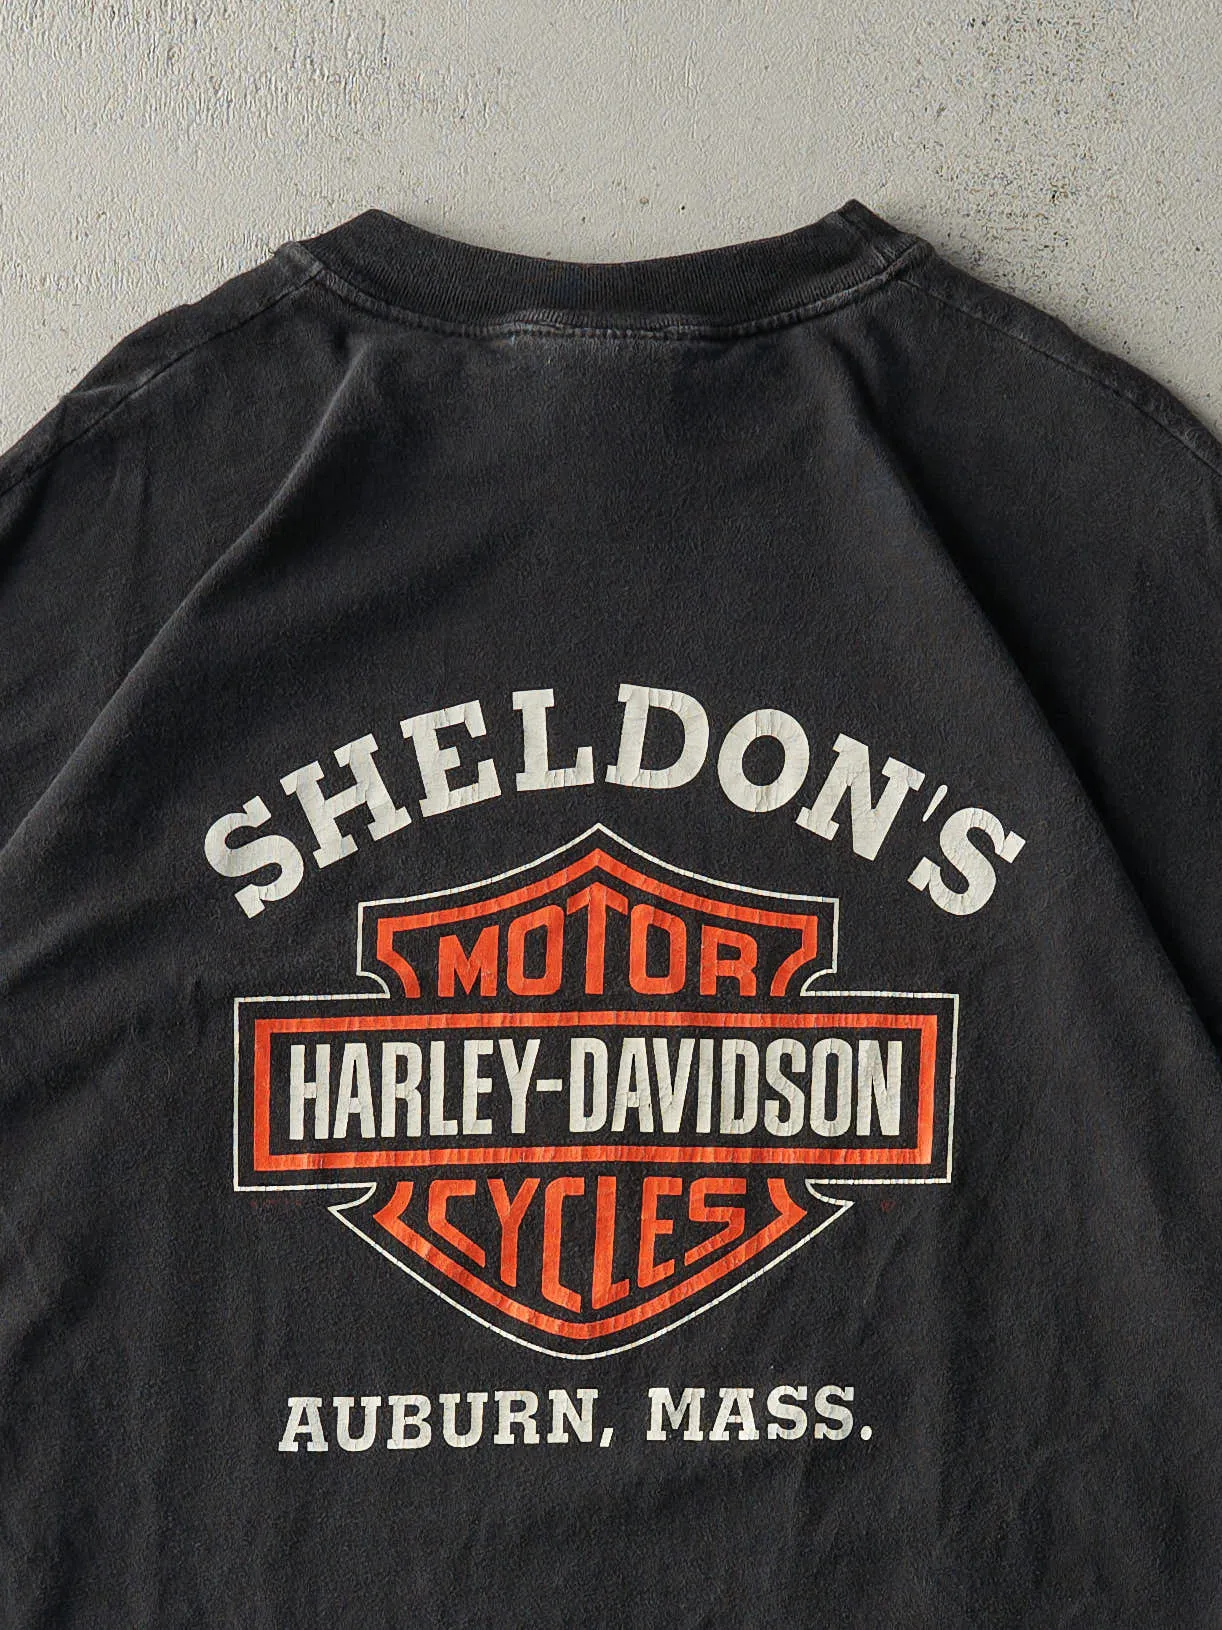 SHELDON'S
MOTOR
HARLEY-DAVIDSON
CYCLES
AUBURN, MASS.